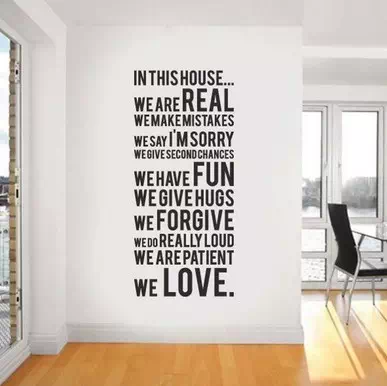 IN THIS HOUSE...
WE ARE REAL
WE MAKE MISTAKES
WE SAY I'M SORRY
WE GIVE SECOND CHANCES
WE HAVE FUN
WE GIVE HUGS
WE FORGIVE
WE DO REALLY LOUD
WE ARE PATIENT
WE LOVE.